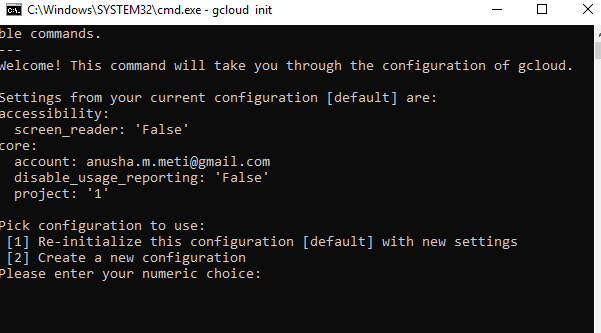 C:\Windows\SYSTEM32\cmd.exe - gcloud init
ble commands.
---
Welcome! This command will take you through the configuration of gcloud.
Settings from your current configuration [default] are:
accessibility:
screen_reader: 'False'
core:
account: anusha.m.meti@gmail.com
disable_usage_reporting: 'False'
project: '1'
Pick configuration to use:
[1] Re-initialize this configuration [default] with new settings
[2] Create a new configuration
Please enter your numeric choice: